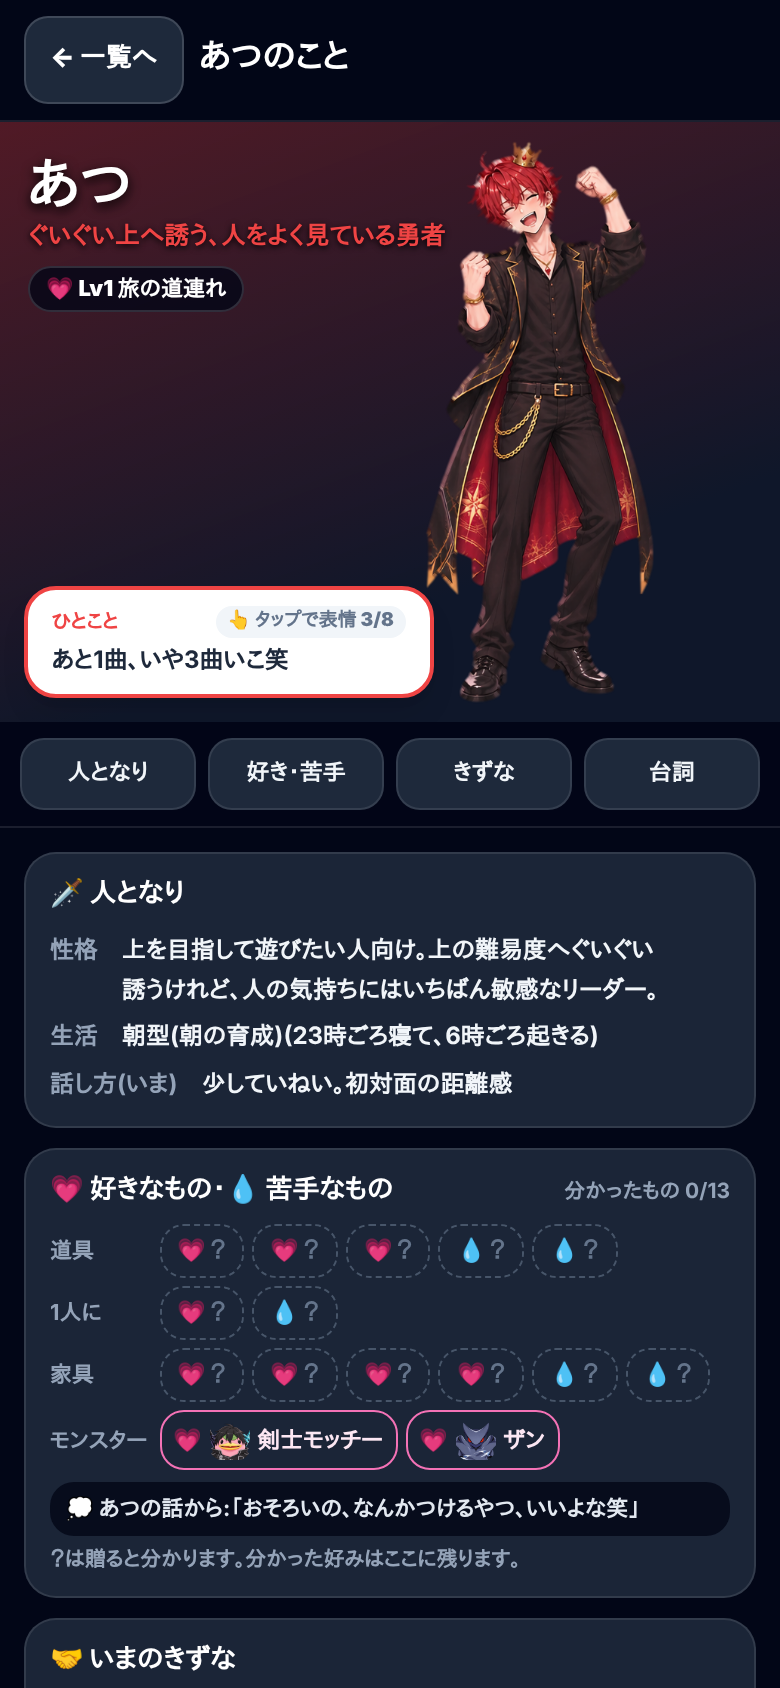 ← 一覧へ あつのこと
あつ
ぐいぐい上へ誘う、人をよく見ている勇者
💗 Lv1 旅の道連れ
ひとこと 👆 タップで表情 3/8
あと1曲、いや3曲いこ笑
人となり 好き・苦手 きずな 台詞
🗡️ 人となり
性格 上を目指して遊びたい人向け。上の難易度へぐいぐい
誘うけれど、人の気持ちにはいちばん敏感なリーダー。
生活 朝型(朝の育成)(23時ごろ寝て、6時ごろ起きる)
話し方(いま) 少していねい。初対面の距離感
💗 好きなもの・💧 苦手なもの 分かったもの 0/13
道具 💗 ? 💗 ? 💗 ? 💧 ? 💧 ?
1人に 💗 ? 💧 ?
家具 💗 ? 💗 ? 💗 ? 💗 ? 💧 ? 💧 ?
モンスター 💗 剣士モッチー 💗 ザン
💭 あつの話から:「おそろいの、なんかつけるやつ、いいよな笑」
?は贈ると分かります。分かった好みはここに残ります。
🤝 いまのきずな